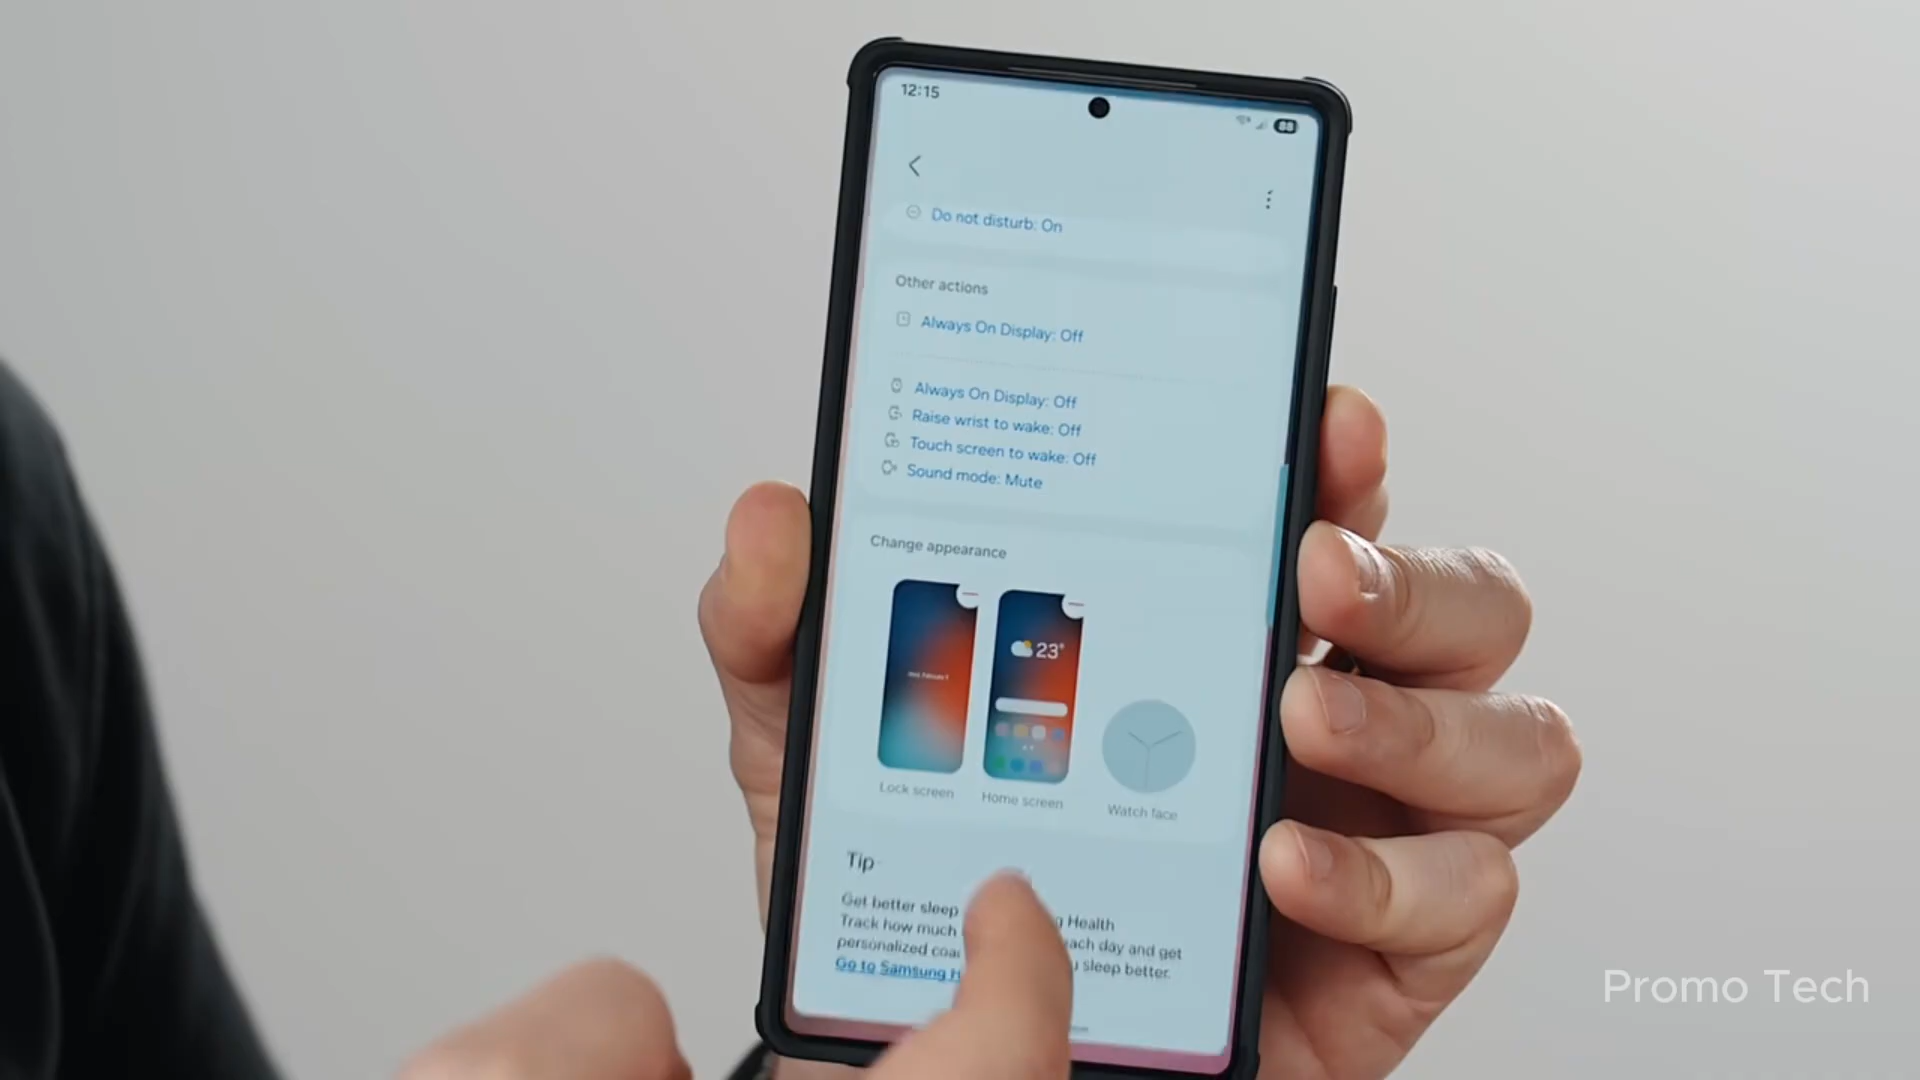 12:15
88
Do not disturb: On
Other actions
Always On Display: Off
Always On Display: Off
Raise wrist to wake: Off
Touch screen to wake: Off
Sound mode: Mute
Change appearance
23°
Lock screen
Home screen
Watch face
Tip
Get better sleep Health
Track how much each day and get
personalized sleep better.
Go to Samsung
Promo Tech